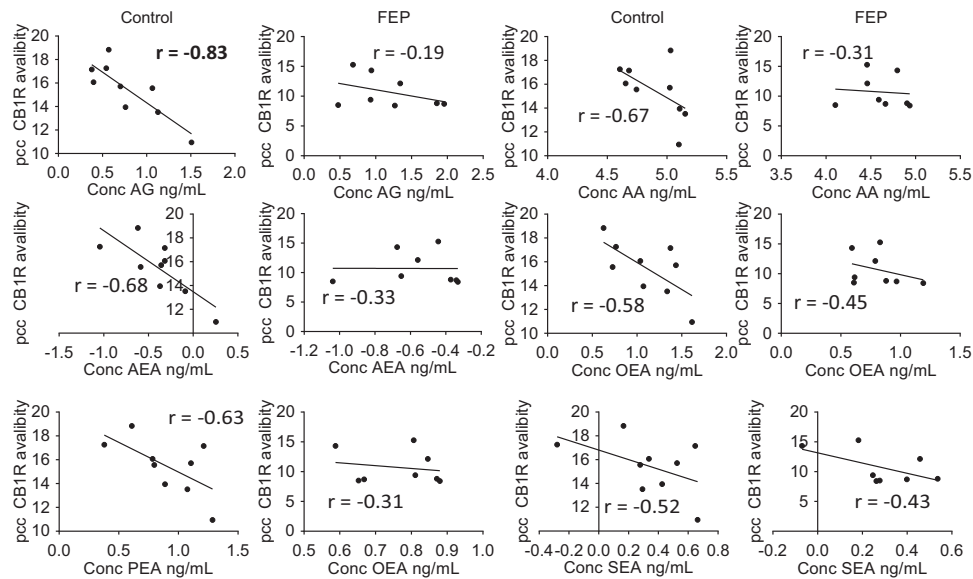 Control
FEP
Control
FEP
pcc CB1R availibity
20
18
16
14
12
10
r = -0.83
0.0 0.5 1.0 1.5 2.0
Conc AG ng/mL
pcc CB1R availibity
20
15
10
5
0
r = -0.19
0.0 0.5 1.0 1.5 2.0 2.5
Conc AG ng/mL
pcc CB1R availibity
20
18
16
14
12
10
r = -0.67
4.0 4.5 5.0 5.5
Conc AA ng/mL
pcc CB1R availibity
20
15
10
5
0
r = -0.31
3.5 4.0 4.5 5.0 5.5
Conc AA ng/mL
pcc CB1R availibity
20
18
16
14
12
r = -0.68
-1.5 -1.0 -0.5 0.0 0.5
Conc AEA ng/mL
pcc CB1R availibity
20
15
10
5
0
r = -0.33
-1.2 -1.0 -0.8 -0.6 -0.4 -0.2
Conc AEA ng/mL
pcc CB1R availibity
20
18
16
14
12
10
r = -0.58
0.0 0.5 1.0 1.5 2.0
Conc OEA ng/mL
pcc CB1R availibity
20
15
10
5
0
r = -0.45
0.0 0.5 1.0 1.5
Conc OEA ng/mL
pcc CB1R availibity
20
18
16
14
12
10
r = -0.63
0.0 0.5 1.0 1.5
Conc PEA ng/mL
pcc CB1R availibity
20
15
10
5
0
r = -0.31
0.5 0.6 0.7 0.8 0.9 1.0
Conc OEA ng/mL
pcc CB1R availibity
20
18
16
14
12
r = -0.52
-0.4 -0.2 0.0 0.2 0.4 0.6 0.8
Conc SEA ng/mL
pcc CB1R availibity
20
15
10
5
r = -0.43
-0.2 0.0 0.2 0.4 0.6
Conc SEA ng/mL